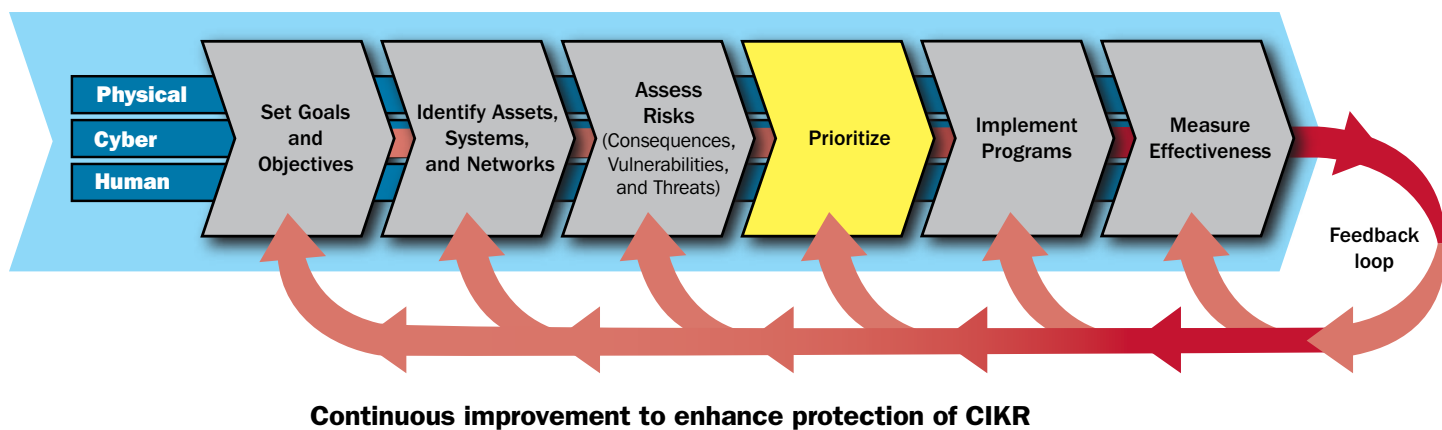 Physical
Cyber
Human
Set Goals
and
Objectives
Identify Assets,
Systems,
and Networks
Assess
Risks
(Consequences,
Vulnerabilities,
and Threats)
Prioritize
Implement
Programs
Measure
Effectiveness
Feedback
loop
Continuous improvement to enhance protection of CIKR